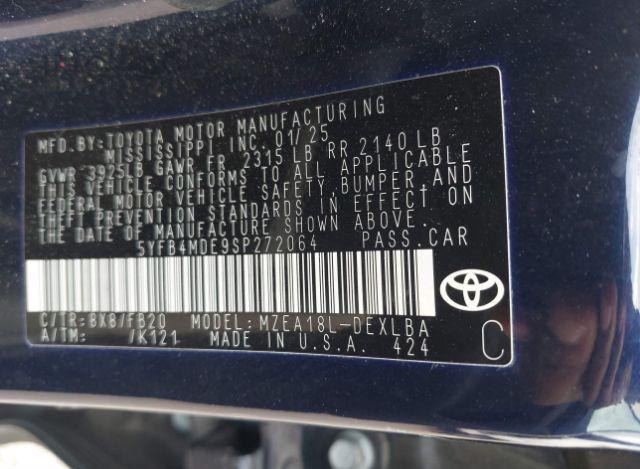 MFD. BY: TOYOTA MOTOR MANUFACTURING
MISSISSIPPI INC. 01/25
GVWR 3925LB GAWR FR 2315 LB RR 2140 LB
THIS VEHICLE CONFORMS TO ALL APPLICABLE
FEDERAL MOTOR VEHICLE SAFETY, BUMPER, AND
THEFT PREVENTION STANDARDS IN EFFECT ON
THE DATE OF MANUFACTURE SHOWN ABOVE.
5YFB4MDE9SP272064 PASS. CAR
C/TR: 8X8/FB20 MODEL: MZEA18L-DEXLBA
A/TM: /K121 MADE IN U.S.A. 424 C